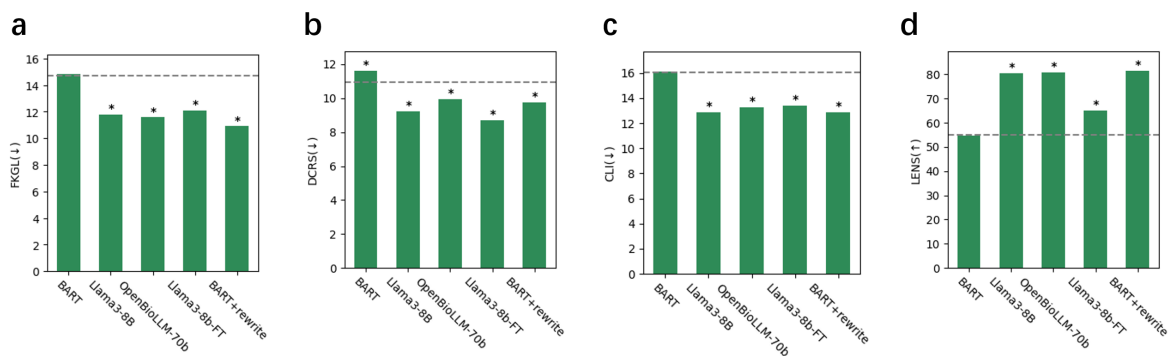 a
FKGL(↓)
16
14
12
10
8
6
4
2
0
*
*
*
*
BART
Llama3-8B
OpenBioLLM-70b
Llama3-8b-FT
BART+rewrite
b
DCRS(↓)
12
10
8
6
4
2
0
*
*
*
*
*
BART
Llama3-8B
OpenBioLLM-70b
Llama3-8b-FT
BART+rewrite
c
CLI(↓)
16
14
12
10
8
6
4
2
0
*
*
*
*
BART
Llama3-8B
OpenBioLLM-70b
Llama3-8b-FT
BART+rewrite
d
LENS(↑)
80
70
60
50
40
30
20
10
0
*
*
*
*
BART
Llama3-8B
OpenBioLLM-70b
Llama3-8b-FT
BART+rewrite